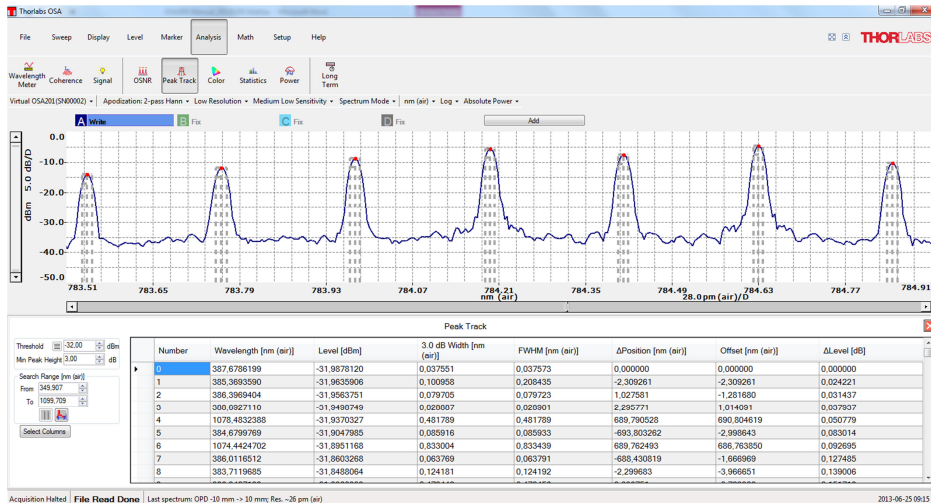 Thorlabs OSA
File Sweep Display Level Marker Analysis Math Setup Help
THORLABS
Wavelength Meter Coherence Signal OSNR Peak Track Color Statistics Power Long Term
Virtual OSA201(SN00002) Apodization: 2-pass Hann Low Resolution Medium Low Sensitivity Spectrum Mode nm (air) Log Absolute Power
A Write B Fix C Fix D Fix Add
0.0
-10.0
-20.0
-30.0
-40.0
-50.0
dBm 5.0 dB/D
783.51 783.65 783.79 783.93 784.07 784.21 784.35 784.49 784.63 784.77 784.91
nm (air) 28.0 pm (air)/D
Peak Track
Threshold -32.00 dBm
Min Peak Height 3.00 dB
Search Range [nm (air)]
From 349,907
To 1099,709
Select Columns
Number Wavelength [nm (air)] Level [dBm] 3.0 dB Width [nm (air)] FWHM [nm (air)] ΔPosition [nm (air)] Offset [nm (air)] ΔLevel [dB]
0 387,6786199 -31,9878120 0,037551 0,037573 0,000000 0,000000 0,000000
1 385,3693590 -31,9635906 0,100958 0,208435 -2,309261 -2,309261 0,024221
2 386,3969404 -31,9563751 0,079705 0,079723 1,027581 -1,281680 0,031437
3 -31,9498749 0,020901 2,295771 1,014091 0,037937
4 1078,4832388 -31,9370327 0,481789 0,481789 689,790528 690,804619 0,050779
5 384,6799769 -31,9047985 0,085916 0,085933 -693,803262 -2,998643 0,083014
6 1074,4424702 -31,8951168 0,833004 0,833439 689,762493 686,763850 0,092695
7 386,0116512 -31,8603268 0,063769 0,063791 -688,430819 -1,666969 0,127485
8 383,7119685 -31,8488064 0,124181 0,124192 -2,299683 -3,966651 0,139006
Acquisition Halted File Read Done Last spectrum: OPD -10 mm -> 10 mm; Res. ~26 pm (air) 2013-06-25 09:15